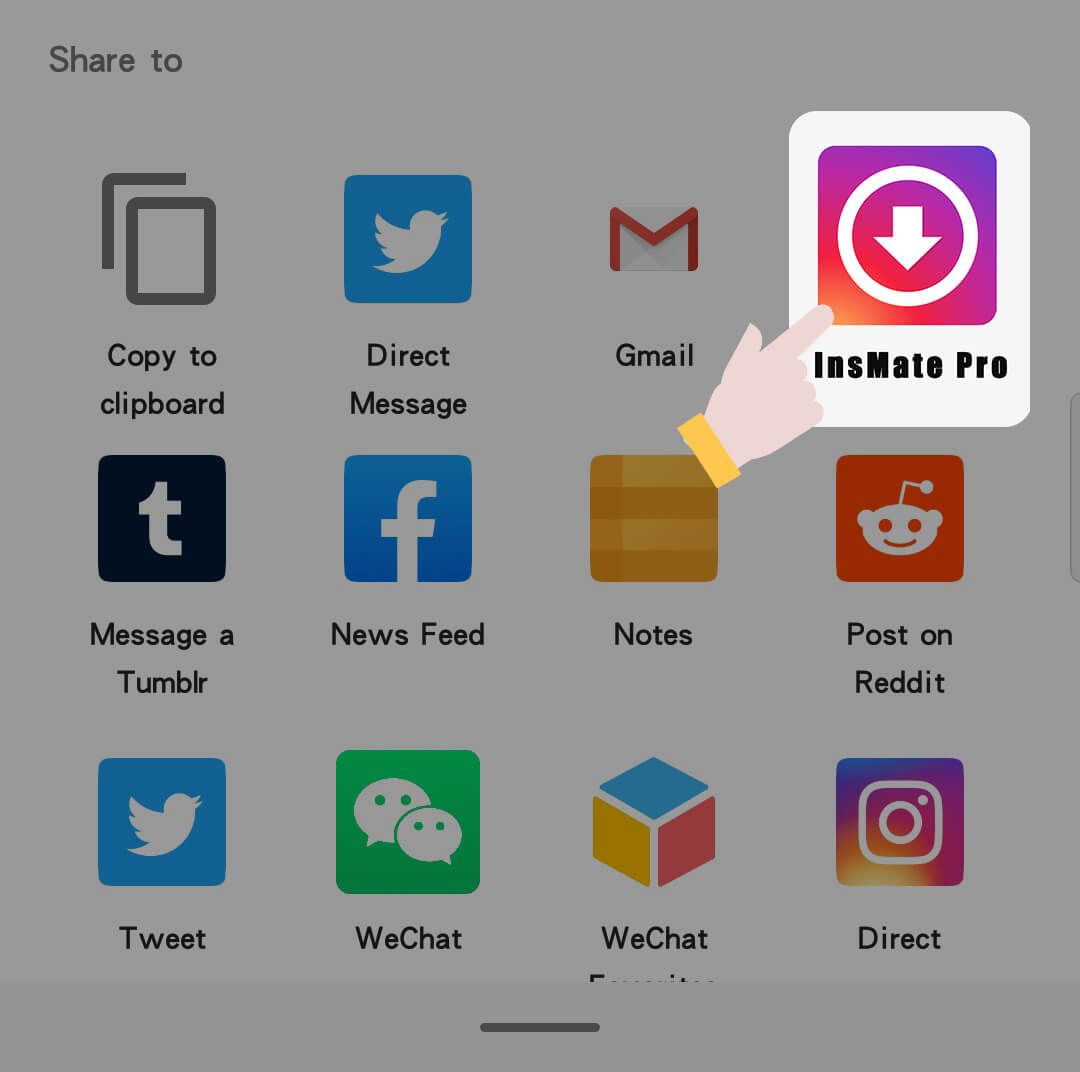 Share to
Copy to
clipboard
Direct
Message
Gmail
InsMate Pro
Message a
Tumblr
News Feed
Notes
Post on
Reddit
Tweet
WeChat
WeChat
Direct